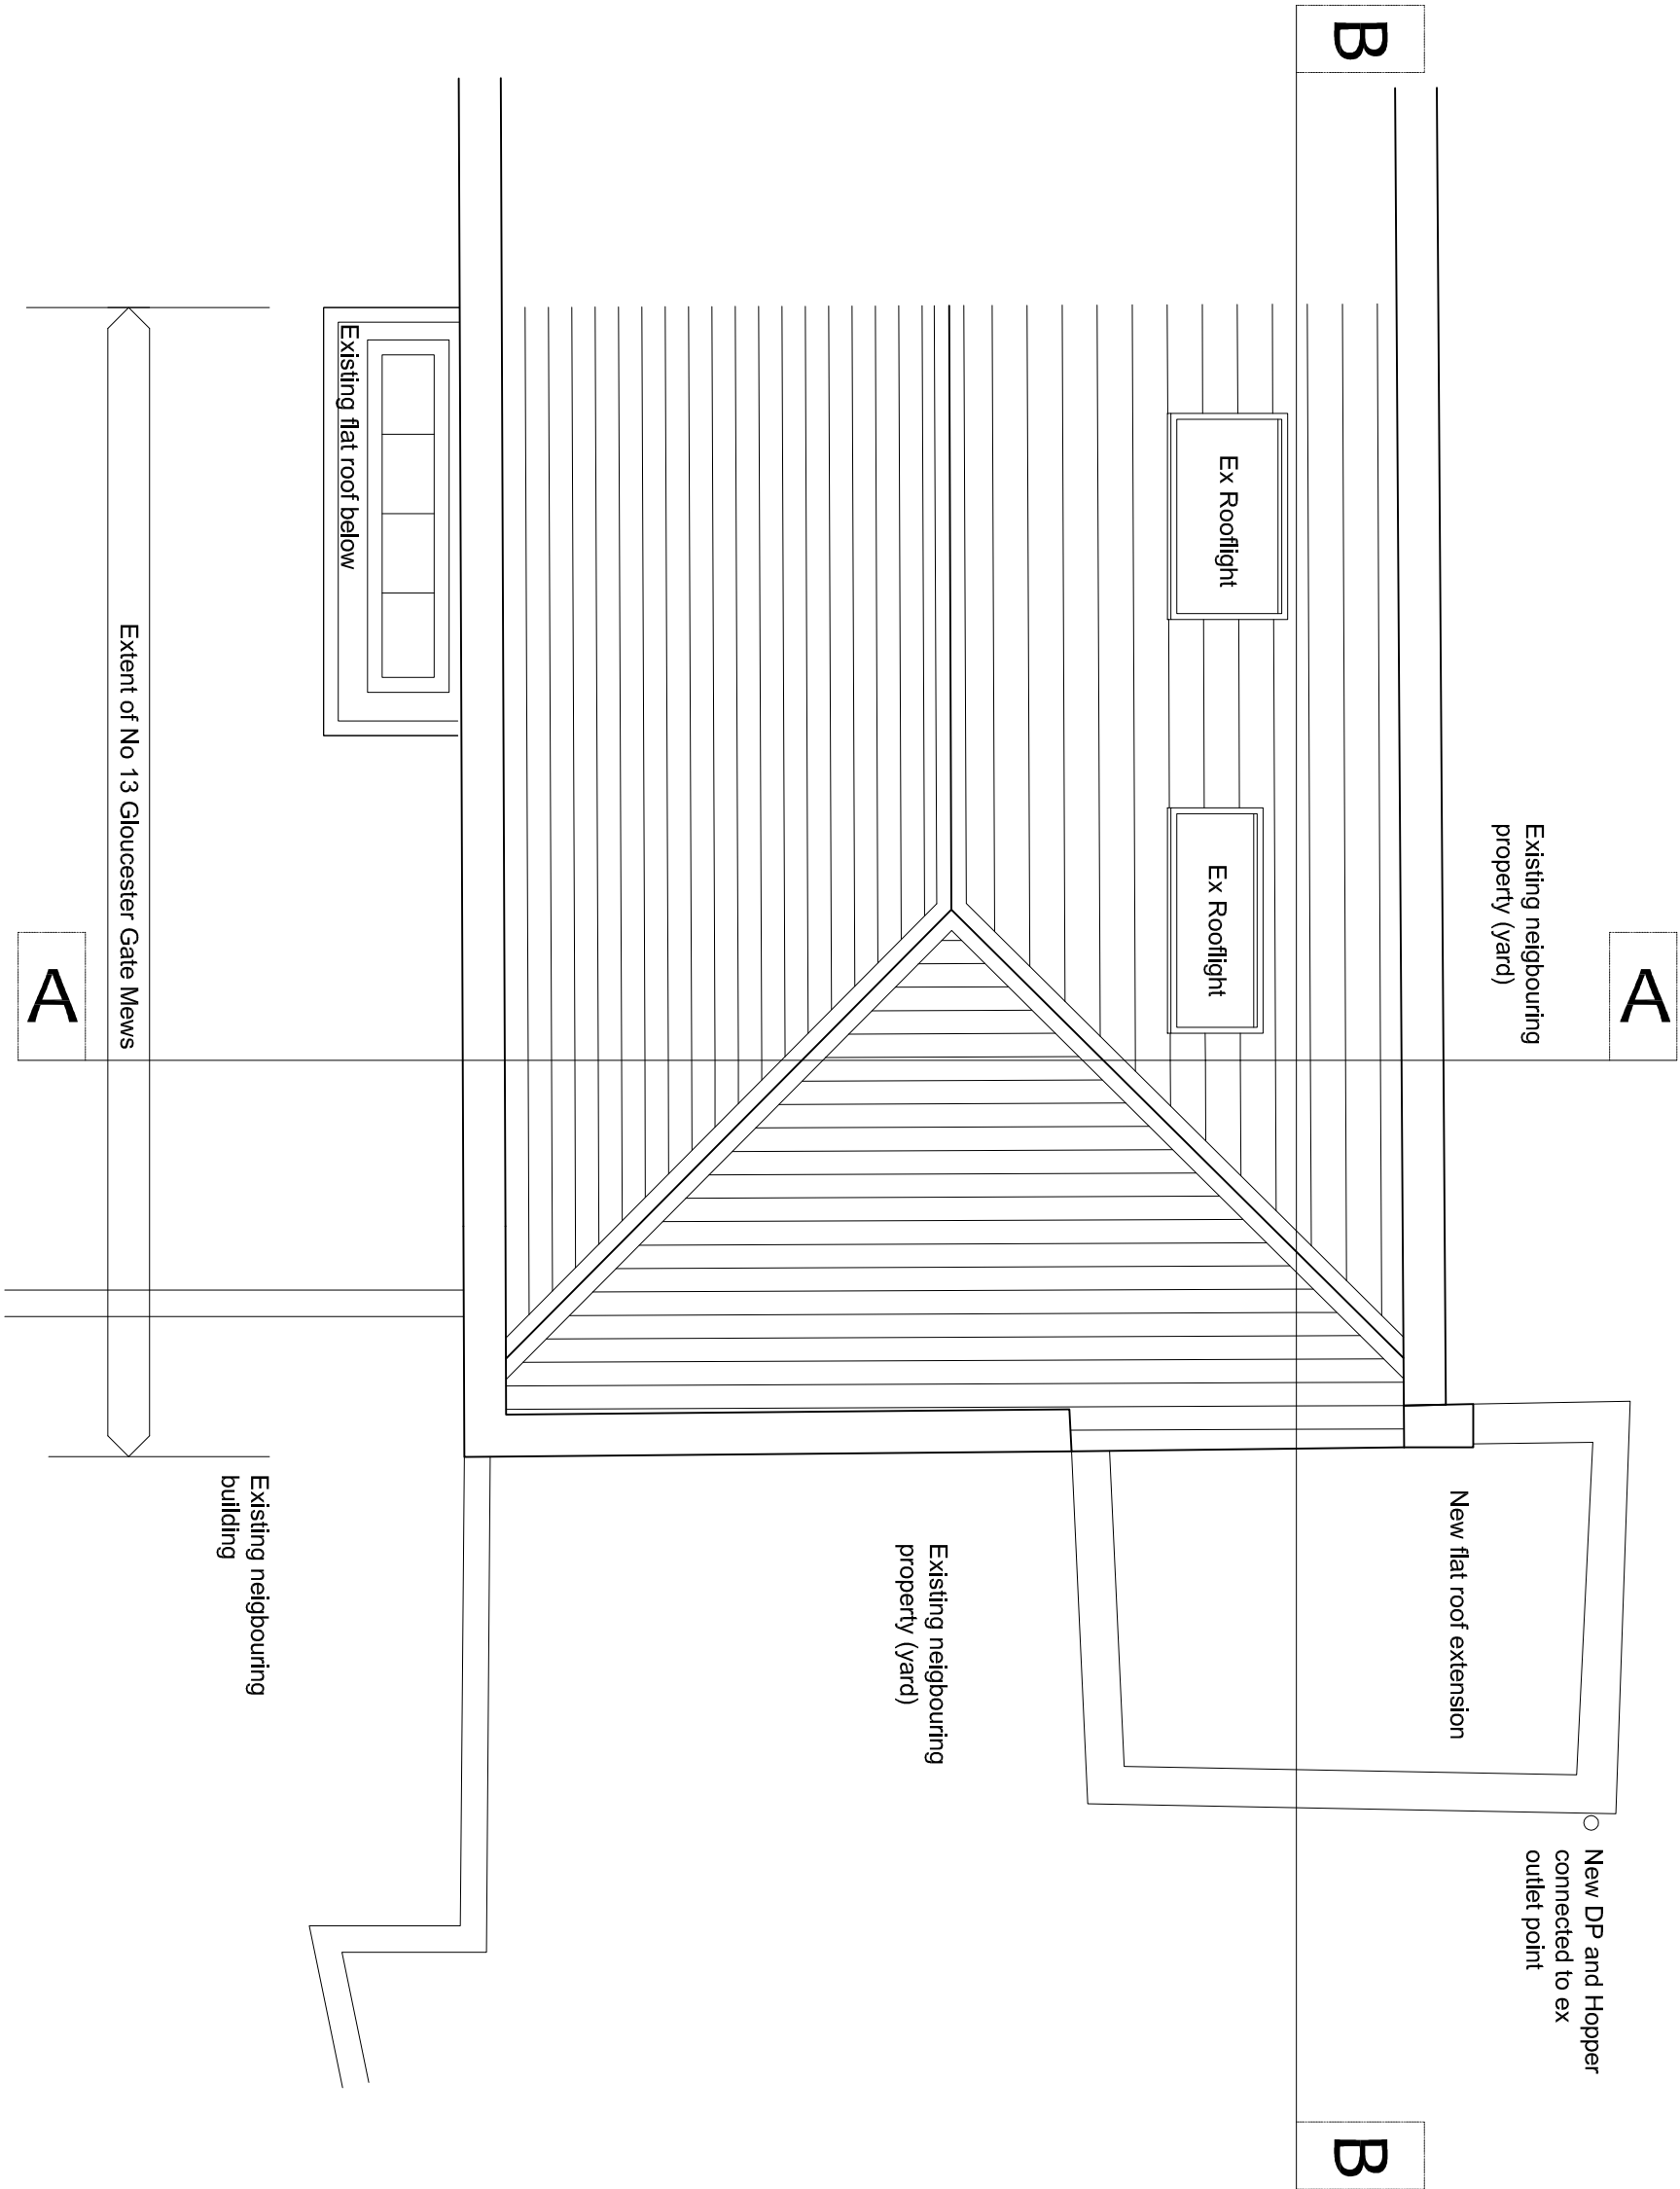 B
A
Existing neigbouring
property (yard)
New flat roof extension
New DP and Hopper
connected to ex
outlet point
B
Ex Rooflight
Ex Rooflight
Existing neigbouring
property (yard)
Existing flat roof below
Existing neigbouring
building
Extent of No 13 Gloucester Gate Mews
A